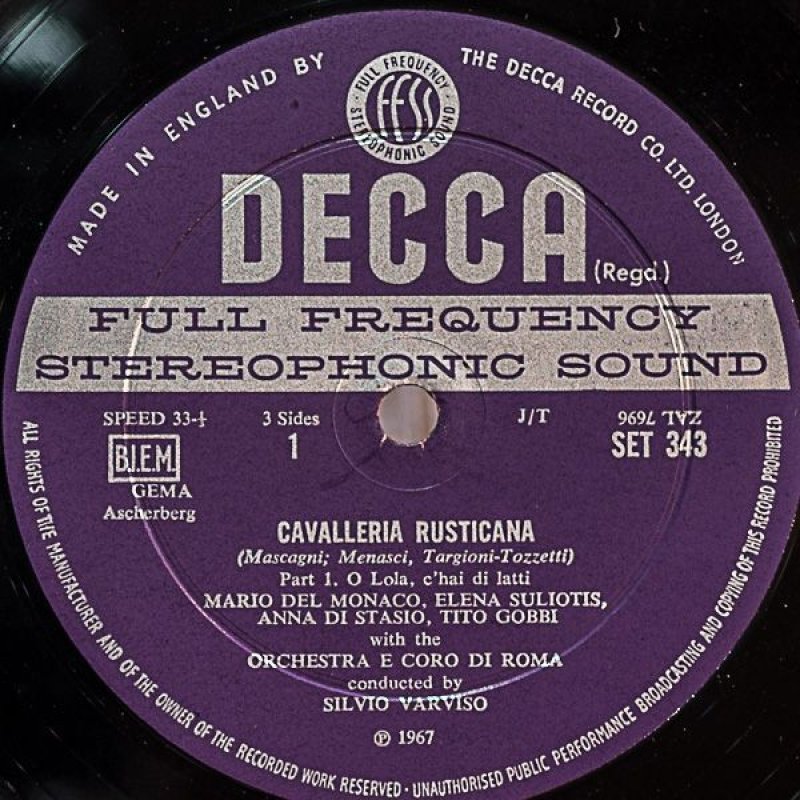 MADE IN ENGLAND BY
THE DECCA RECORD CO. LTD. LONDON
· FULL FREQUENCY · STEREOPHONIC SOUND
FFSS
DECCA
(Regd.)
FULL FREQUENCY
STEREOPHONIC SOUND
SPEED 33-⅓
3 Sides
J/T
ZAL 7696
1
SET 343
B.I.E.M.
GEMA
Ascherberg
CAVALLERIA RUSTICANA
(Mascagni; Menasci, Targioni-Tozzetti)
Part 1. O Lola, c'hai di latti
MARIO DEL MONACO, ELENA SULIOTIS,
ANNA DI STASIO, TITO GOBBI
with the
ORCHESTRA E CORO DI ROMA
conducted by
SILVIO VARVISO
℗ 1967
ALL RIGHTS OF THE MANUFACTURER AND OF THE OWNER OF THE RECORDED WORK RESERVED · UNAUTHORISED PUBLIC PERFORMANCE BROADCASTING AND COPYING OF THIS RECORD PROHIBITED